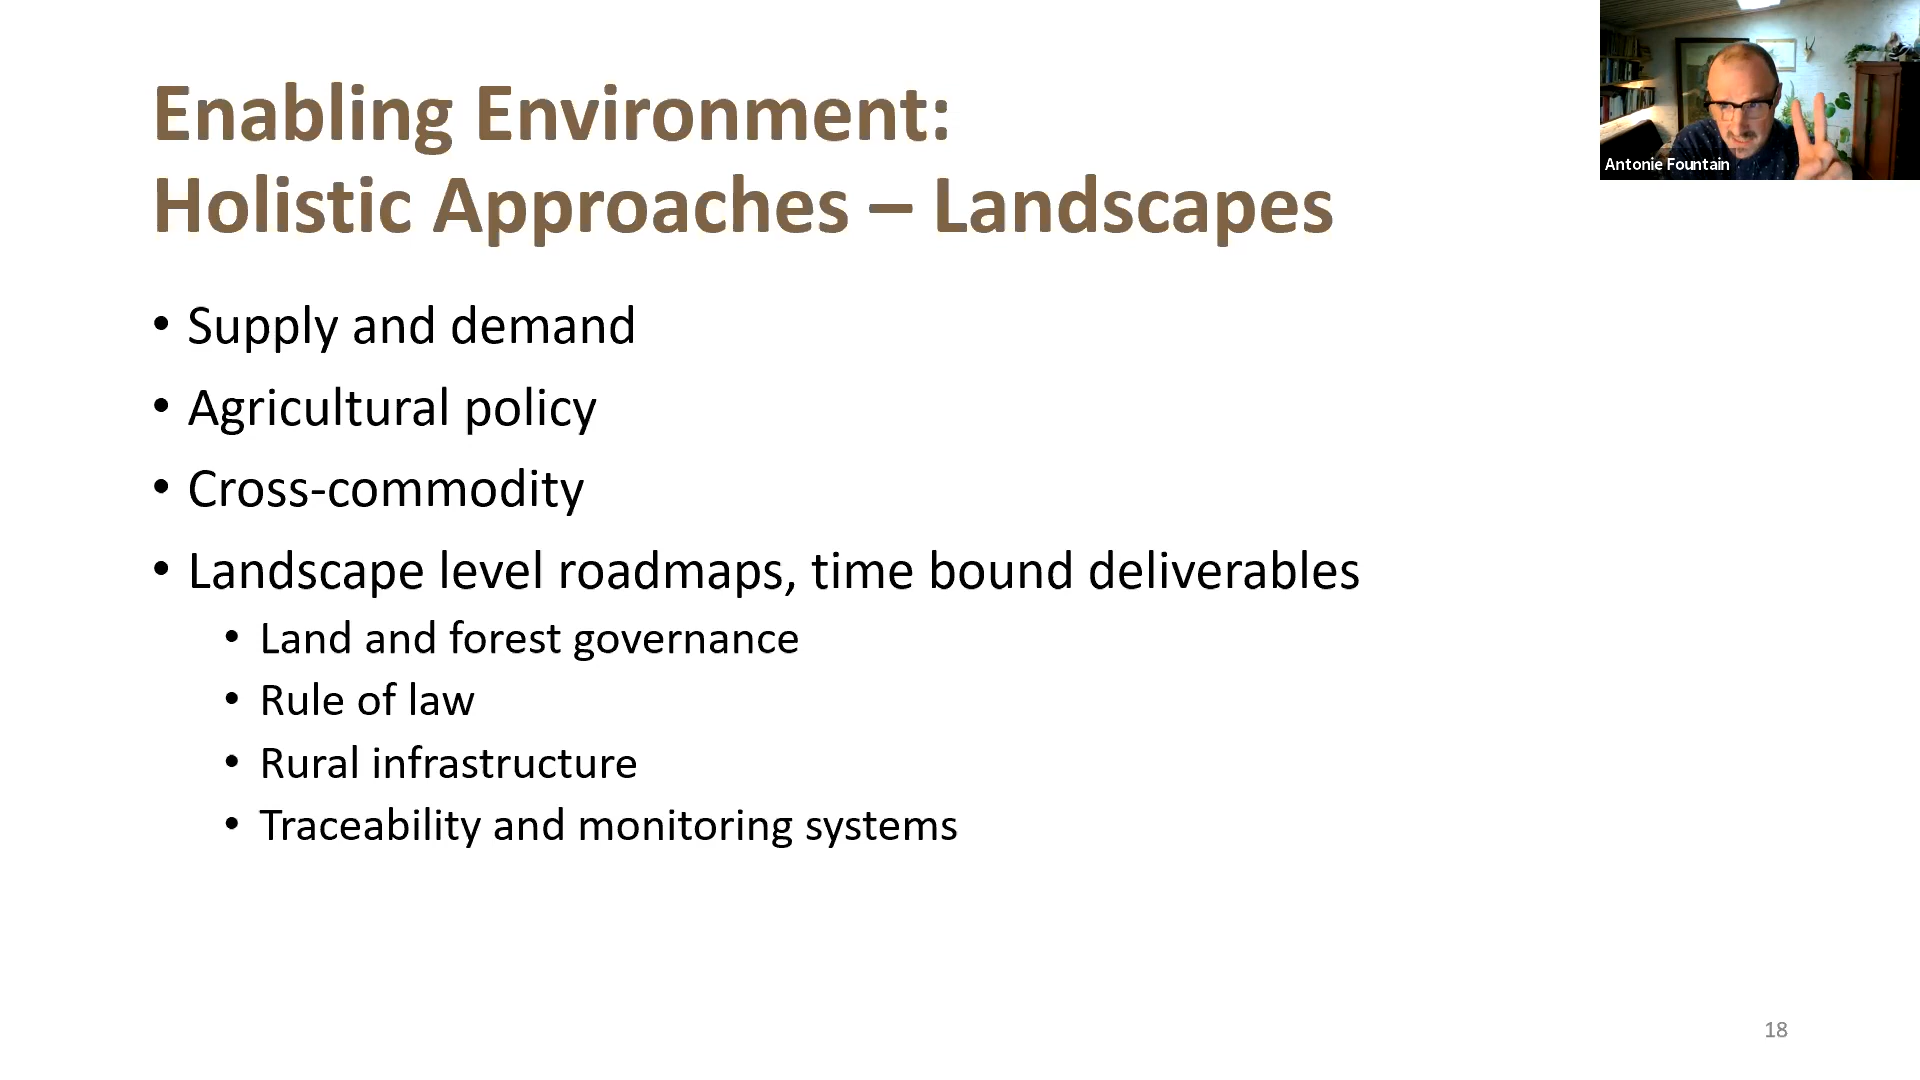 Enabling Environment:
Holistic Approaches – Landscapes
• Supply and demand
• Agricultural policy
• Cross-commodity
• Landscape level roadmaps, time bound deliverables
• Land and forest governance
• Rule of law
• Rural infrastructure
• Traceability and monitoring systems
Antonie Fountain
18